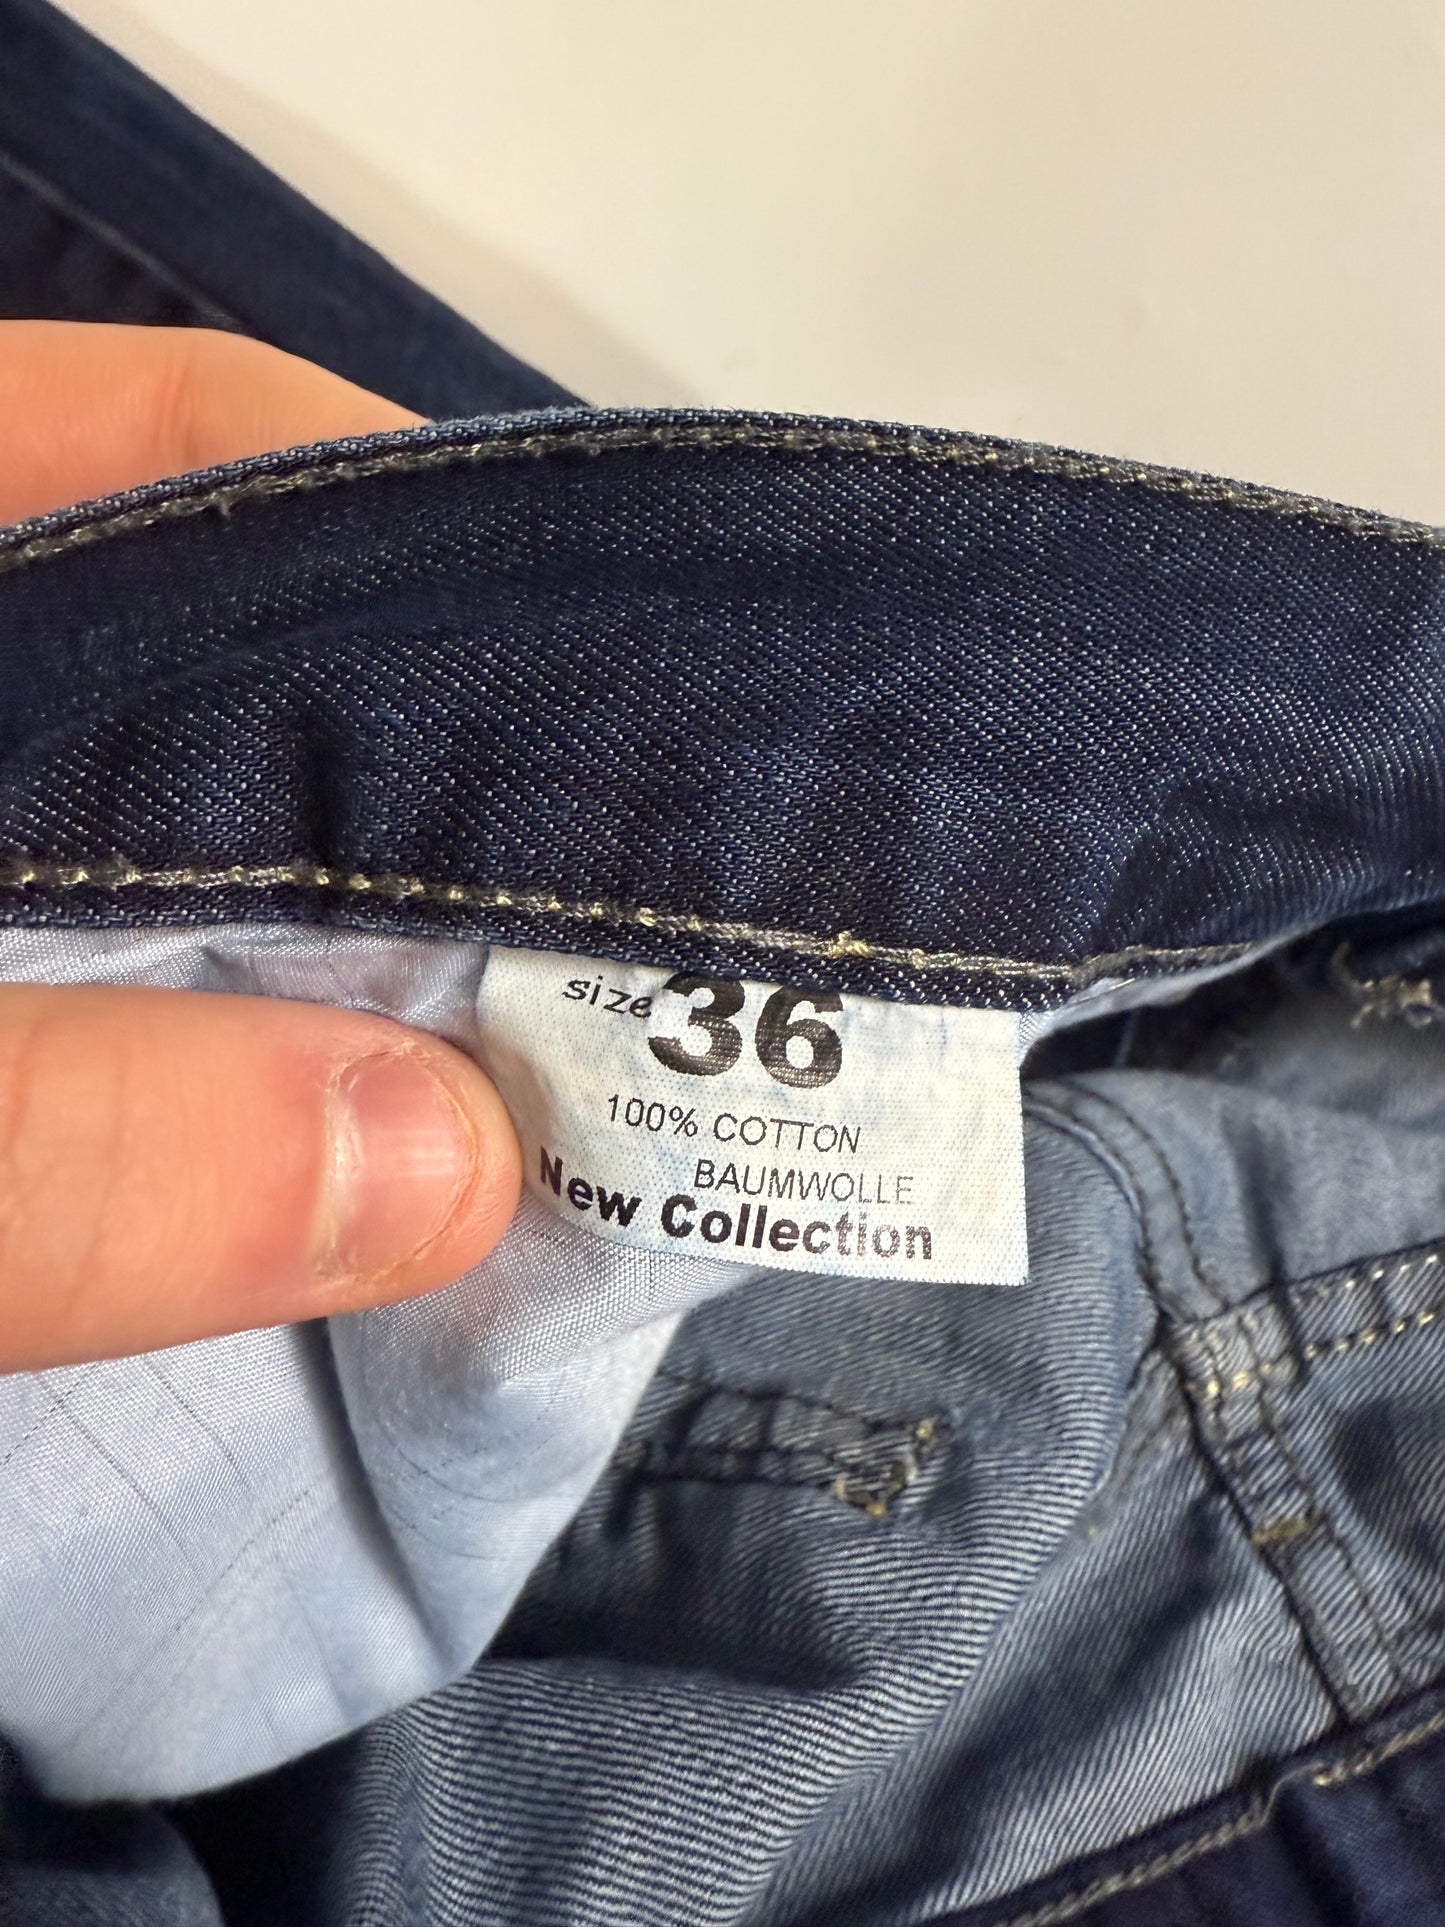 size 36
100% COTTON
BAUMWOLLE
New Collection